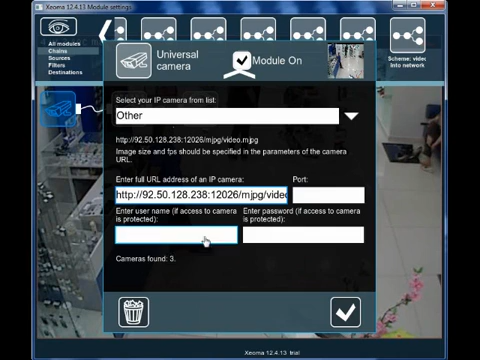 Xeoma 12.4.13 Module settings
All modules
Chains
Sources
Filters
Destinations
Universal
camera
Module On
Scheme: video
into network
Select your IP camera from list:
Other
http://92.50.128.238:12026/mjpg/video.mjpg
Image size and fps should be specified in the parameters of the camera
URL.
Enter full URL address of an IP camera:
Port:
http://92.50.128.238:12026/mjpg/vide
Enter user name (if access to camera
is protected):
Enter password (if access to camera
is protected):
Cameras found: 3.
Xeoma 12.4.13 trial